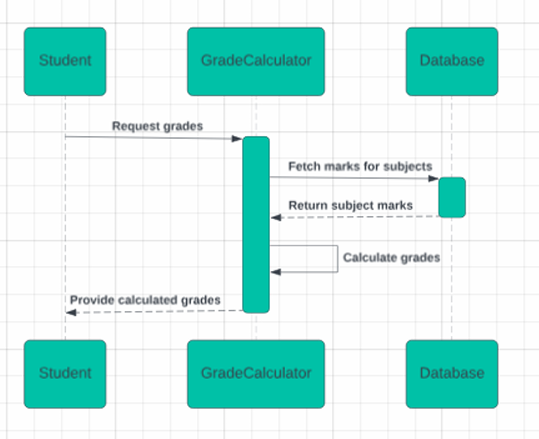 Student
GradeCalculator
Database
Request grades
Fetch marks for subjects
Return subject marks
Calculate grades
Provide calculated grades
Student
GradeCalculator
Database